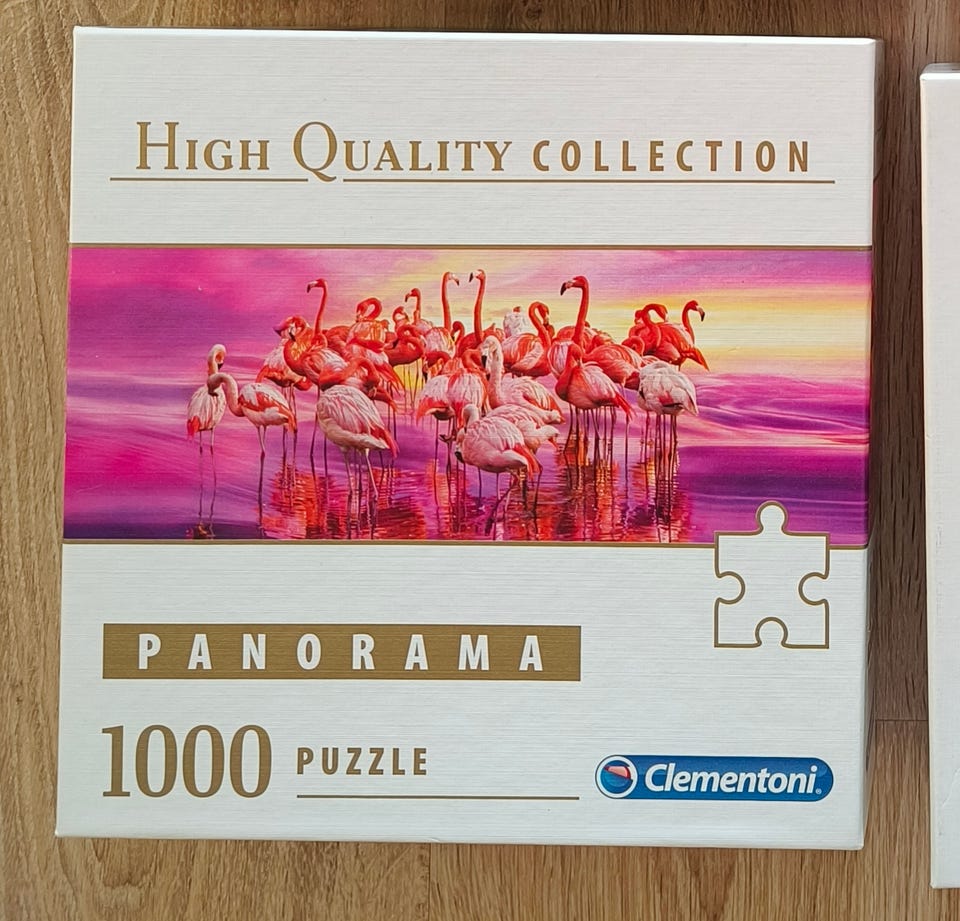 High Quality COLLECTION
PANORAMA
1000 PUZZLE
Clementoni®